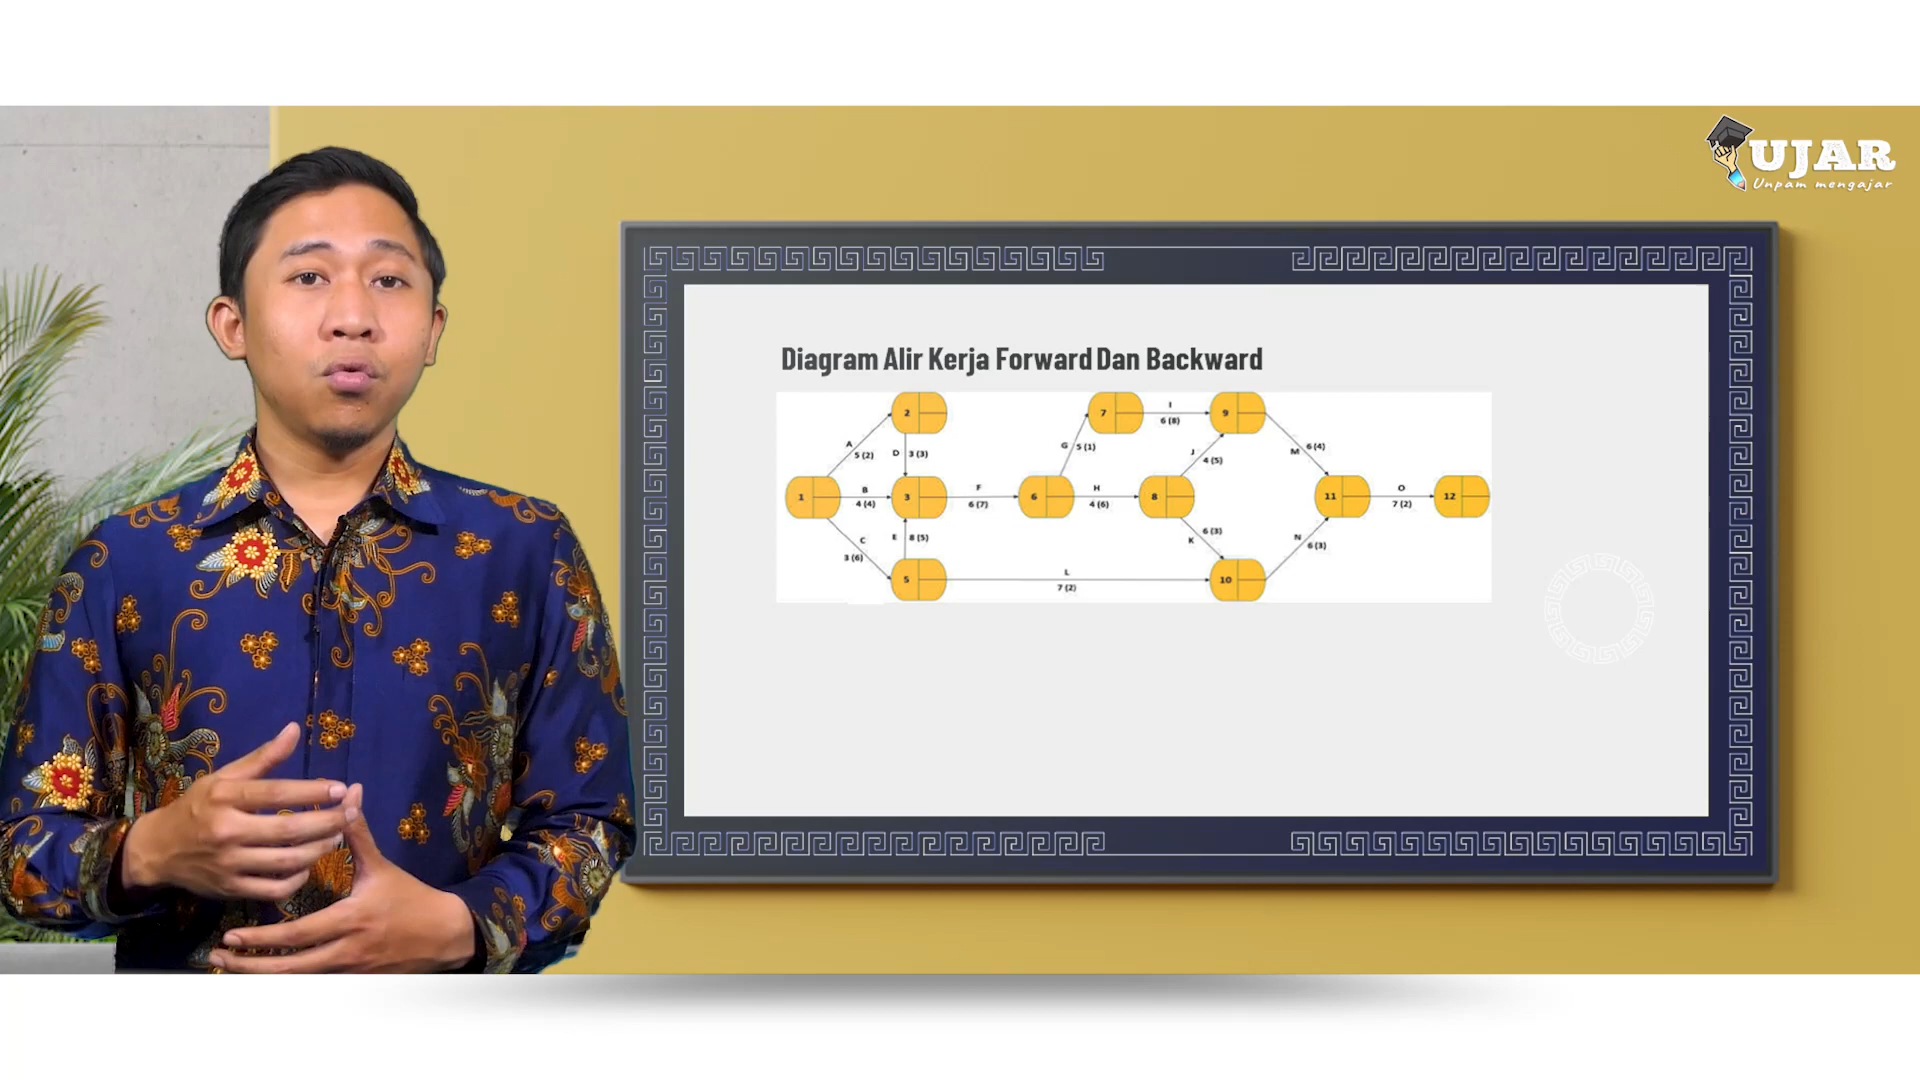 UJAR
Unpam mengajar
Diagram Alir Kerja Forward Dan Backward
2
7
I
6 (8)
9
A
5 (2)
D
3 (3)
G
5 (1)
J
4 (5)
M
6 (4)
1
B
4 (4)
3
F
6 (7)
6
H
4 (6)
8
11
O
7 (2)
12
C
3 (6)
E
8 (5)
6 (3)
K
N
6 (3)
5
L
7 (2)
10